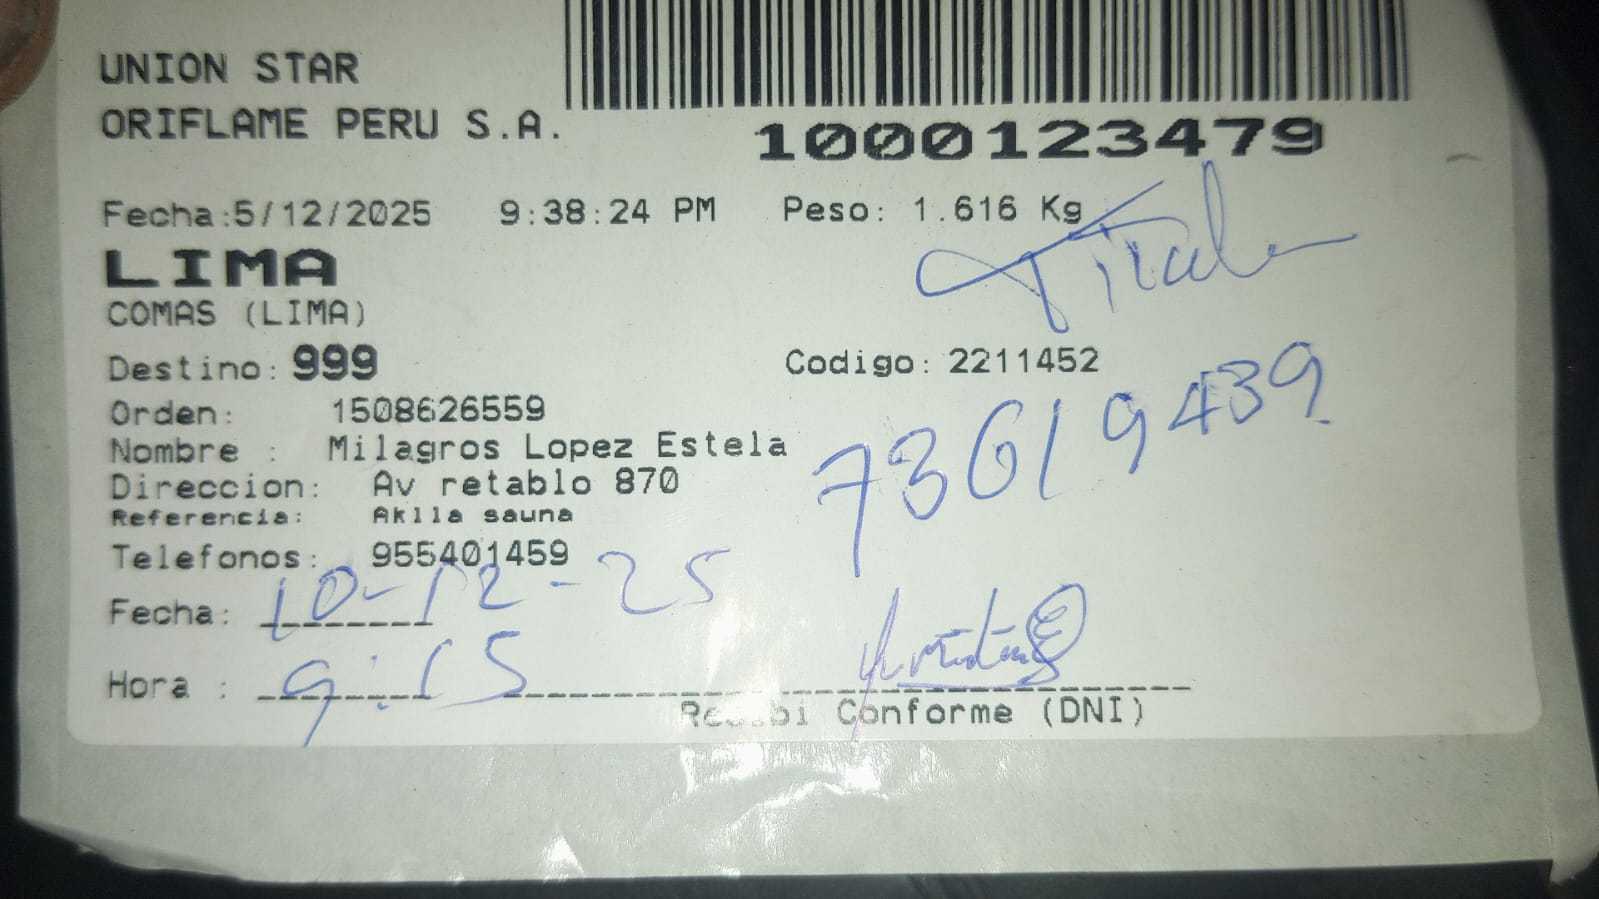 UNION STAR
ORIFLAME PERU S.A.
1000123479
Fecha:5/12/2025 9:38:24 PM Peso: 1.616 Kg
LIMA
COMAS (LIMA)
Destino: 999 Codigo: 2211452
Orden: 1508626559
73619439
Nombre : Milagros Lopez Estela
Direccion: Av retablo 870
Referencia: Aklla sauna
Telefonos: 955401459
Fecha: 10-12-25
Hora : 9:15
Recibi Conforme (DNI)